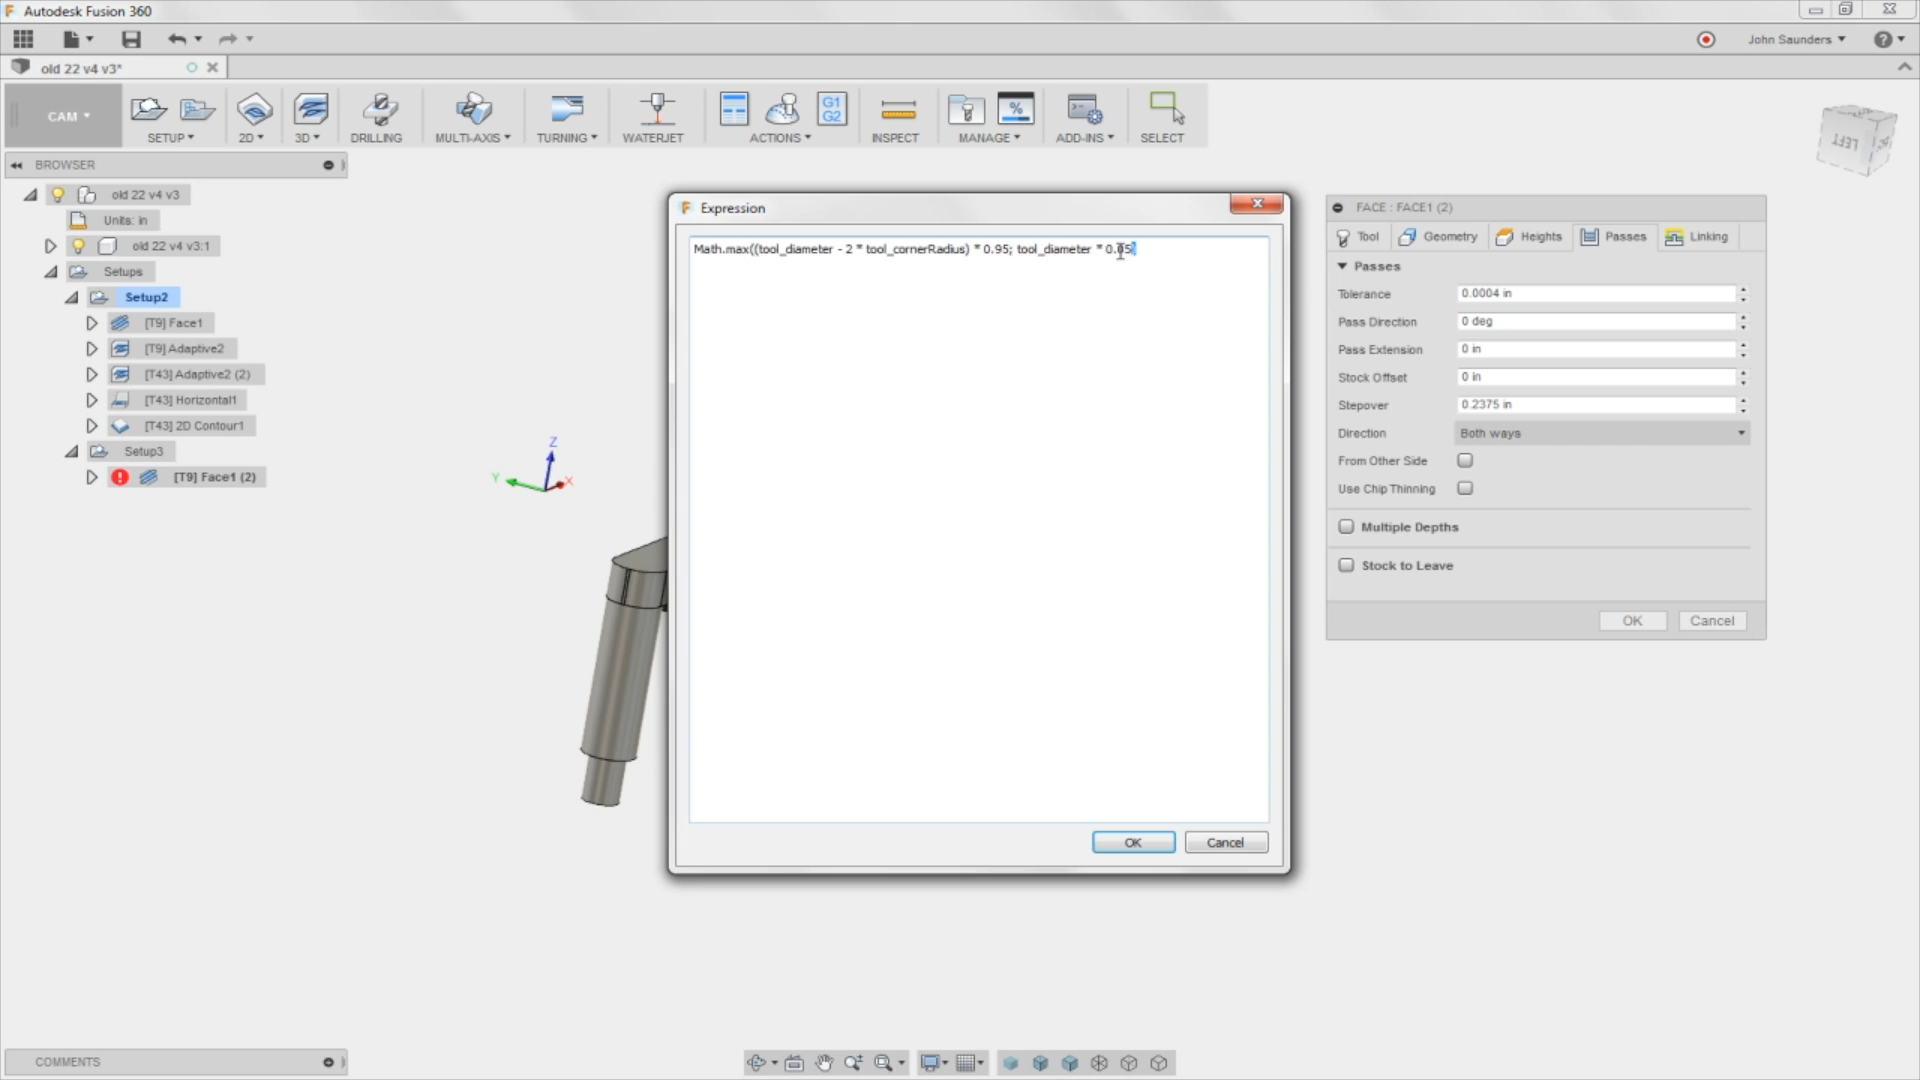 Autodesk Fusion 360
John Saunders
old 22 v4 v3*
CAM
SETUP
2D
3D
DRILLING
MULTI-AXIS
TURNING
WATERJET
G1
G2
ACTIONS
INSPECT
%
MANAGE
ADD-INS
SELECT
LEFT
BROWSER
old 22 v4 v3
Units: in
old 22 v4 v3:1
Setups
Setup2
[T9] Face1
[T9] Adaptive2
[T43] Adaptive2 (2)
[T43] Horizontal1
[T43] 2D Contour1
Setup3
[T9] Face1 (2)
Z
Y
X
Expression
Math.max((tool_diameter - 2 * tool_cornerRadius) * 0.95; tool_diameter * 0.05)
OK
Cancel
FACE : FACE1 (2)
Tool
Geometry
Heights
Passes
Linking
Passes
Tolerance 0.0004 in
Pass Direction 0 deg
Pass Extension 0 in
Stock Offset 0 in
Stepover 0.2375 in
Direction Both ways
From Other Side
Use Chip Thinning
Multiple Depths
Stock to Leave
OK
Cancel
COMMENTS